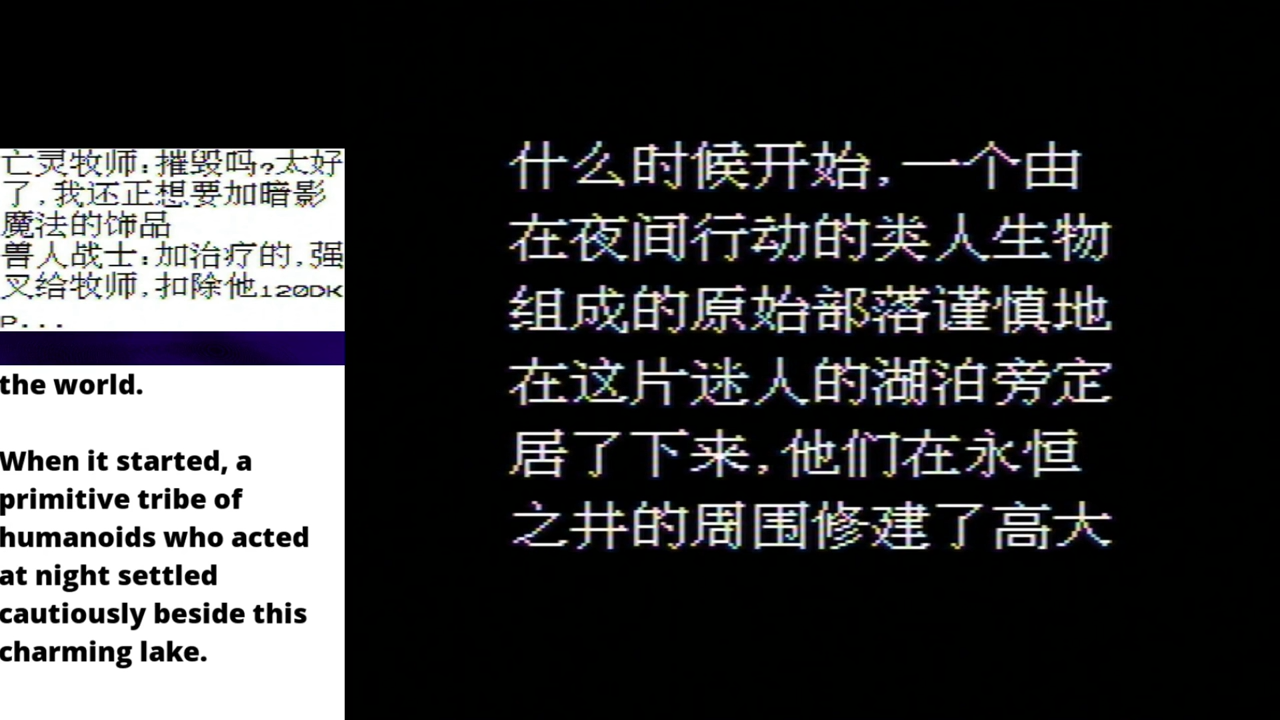 亡灵牧师:摧毁吗?太好
了,我还正想要加暗影
魔法的饰品
兽人战士:加治疗的,强
叉给牧师,扣除他120DK
P...
the world.
When it started, a
primitive tribe of
humanoids who acted
at night settled
cautiously beside this
charming lake.
什么时候开始,一个由
在夜间行动的类人生物
组成的原始部落谨慎地
在这片迷人的湖泊旁定
居了下来,他们在永恒
之井的周围修建了高大